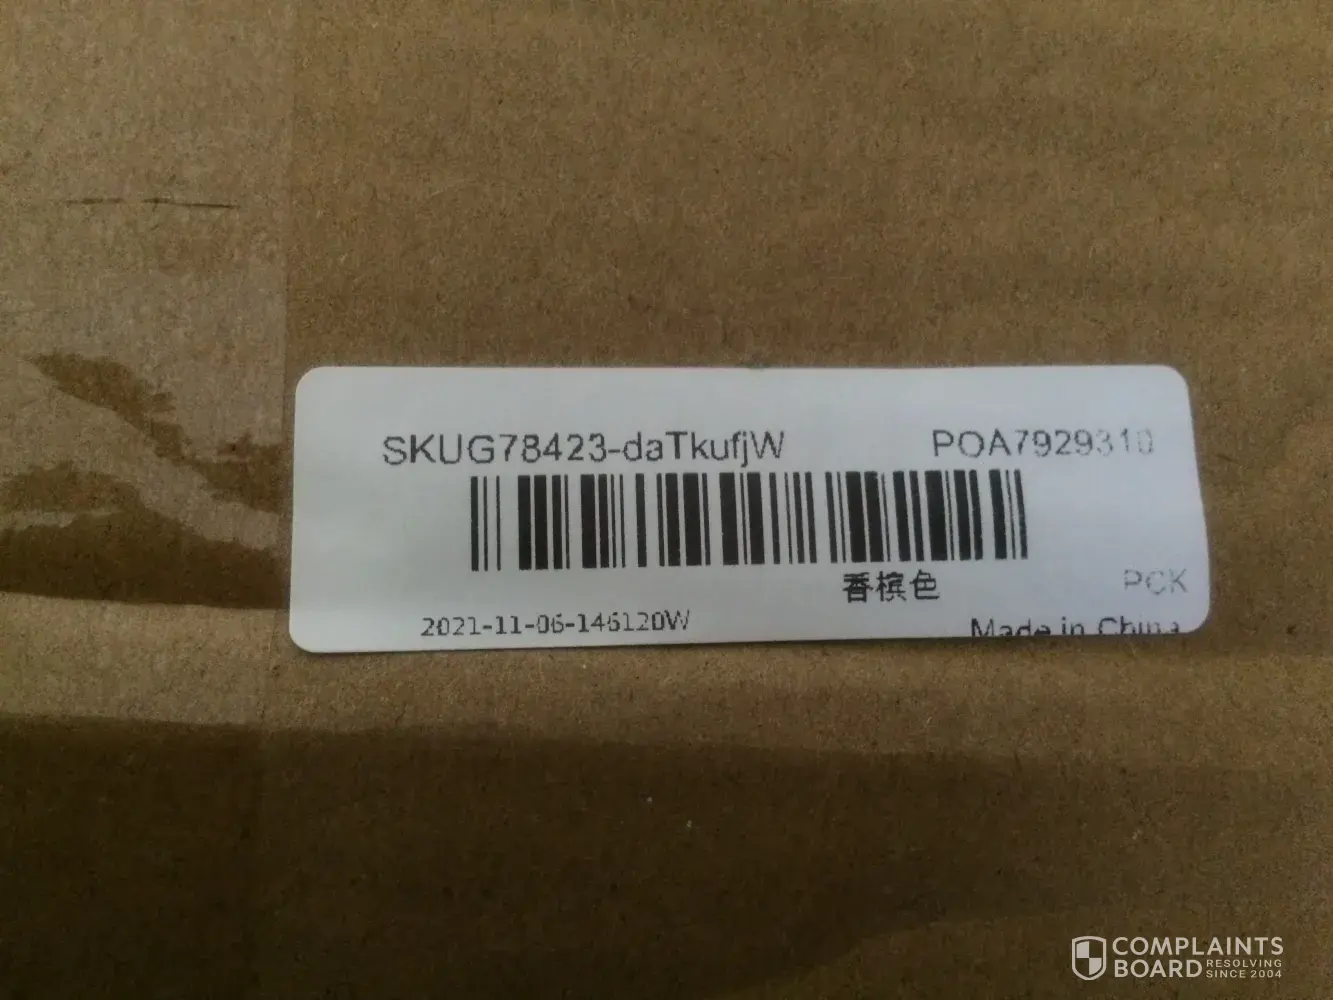 SKUG78423-daTkufjW POA7929310
香槟色
PCK
2021-11-06-146120W
Made in China
COMPLAINTS
BOARD RESOLVING
SINCE 2004